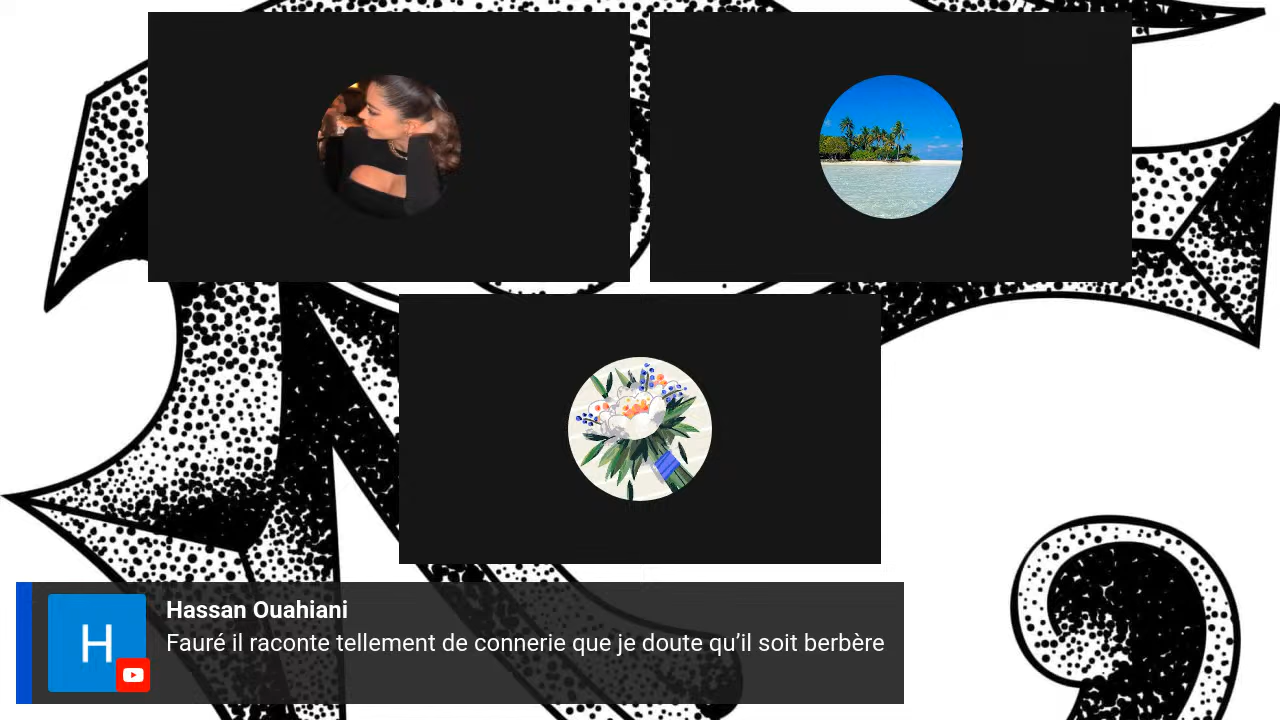 H
Hassan Ouahiani
Fauré il raconte tellement de connerie que je doute qu’il soit berbère